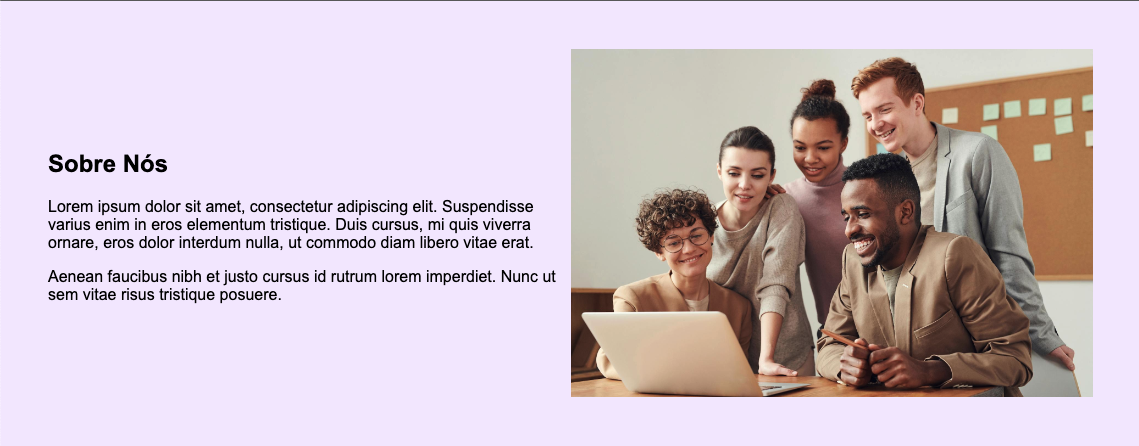 Sobre Nós
Lorem ipsum dolor sit amet, consectetur adipiscing elit. Suspendisse
varius enim in eros elementum tristique. Duis cursus, mi quis viverra
ornare, eros dolor interdum nulla, ut commodo diam libero vitae erat.
Aenean faucibus nibh et justo cursus id rutrum lorem imperdiet. Nunc ut
sem vitae risus tristique posuere.